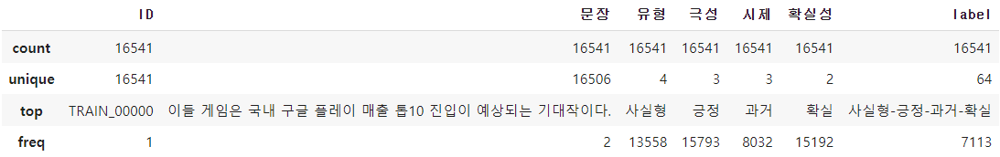 ID 문장 유형 극성 시제 확실성 label
count 16541 16541 16541 16541 16541 16541 16541
unique 16541 16506 4 3 3 2 64
top TRAIN_00000 이들 게임은 국내 구글 플레이 매출 톱10 진입이 예상되는 기대작이다. 사실형 긍정 과거 확실 사실형-긍정-과거-확실
freq 1 2 13558 15793 8032 15192 7113